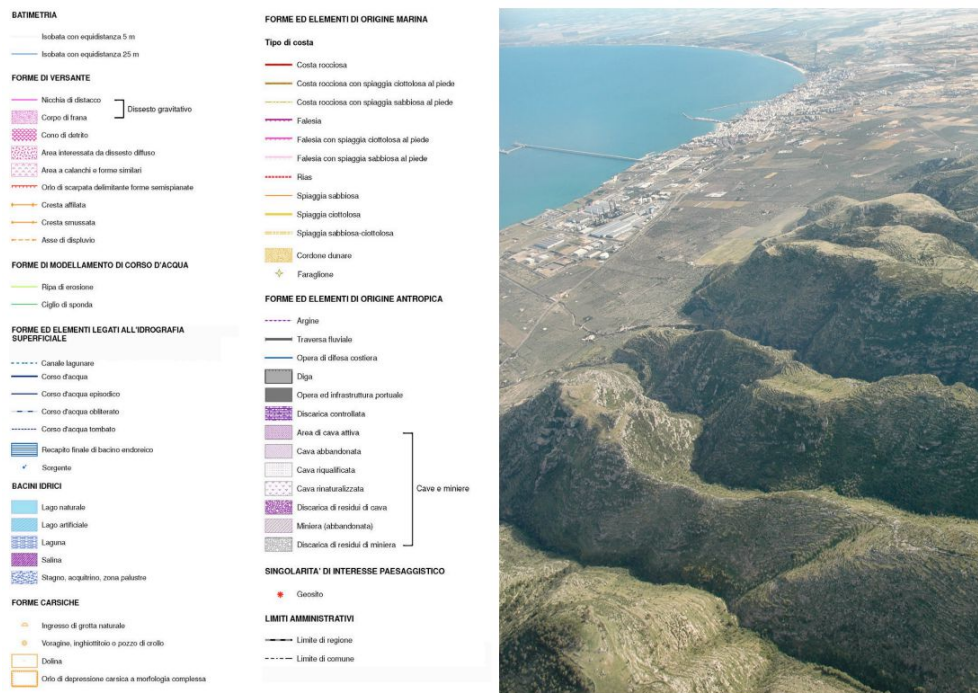 BATIMETRIA
Isobata con equidistanza 5 m
Isobata con equidistanza 25 m
FORME DI VERSANTE
Nicchia di distacco
Corpo di frana
Dissesto gravitativo
Cono di detrito
Area interessata da dissesto diffuso
Area a calanchi e forme similari
Orlo di scarpata delimitante forme semispianate
Cresta affilata
Cresta smussata
Asse di displuvio
FORME DI MODELLAMENTO DI CORSO D'ACQUA
Ripa di erosione
Ciglio di sponda
FORME ED ELEMENTI LEGATI ALL'IDROGRAFIA
SUPERFICIALE
Canale lagunare
Corso d'acqua
Corso d'acqua episodico
Corso d'acqua obliterato
Corso d'acqua tombato
Recapito finale di bacino endoreico
Sorgente
BACINI IDRICI
Lago naturale
Lago artificiale
Laguna
Salina
Stagno, acquitrino, zona palustre
FORME CARSICHE
Ingresso di grotta naturale
Voragine, inghiottitoio o pozzo di crollo
Dolina
Orlo di depressione carsica a morfologia complessa
FORME ED ELEMENTI DI ORIGINE MARINA
Tipo di costa
Costa rocciosa
Costa rocciosa con spiaggia ciottolosa al piede
Costa rocciosa con spiaggia sabbiosa al piede
Falesia
Falesia con spiaggia ciottolosa al piede
Falesia con spiaggia sabbiosa al piede
Rias
Spiaggia sabbiosa
Spiaggia ciottolosa
Spiaggia sabbiosa-ciottolosa
Cordone dunare
Faraglione
FORME ED ELEMENTI DI ORIGINE ANTROPICA
Argine
Traversa fluviale
Opera di difesa costiera
Diga
Opera ed infrastruttura portuale
Discarica controllata
Area di cava attiva
Cava abbandonata
Cava riqualificata
Cava rinaturalizzata
Discarica di residui di cava
Miniera (abbandonata)
Discarica di residui di miniera
Cave e miniere
SINGOLARITA' DI INTERESSE PAESAGGISTICO
Geosito
LIMITI AMMINISTRATIVI
Limite di regione
Limite di comune